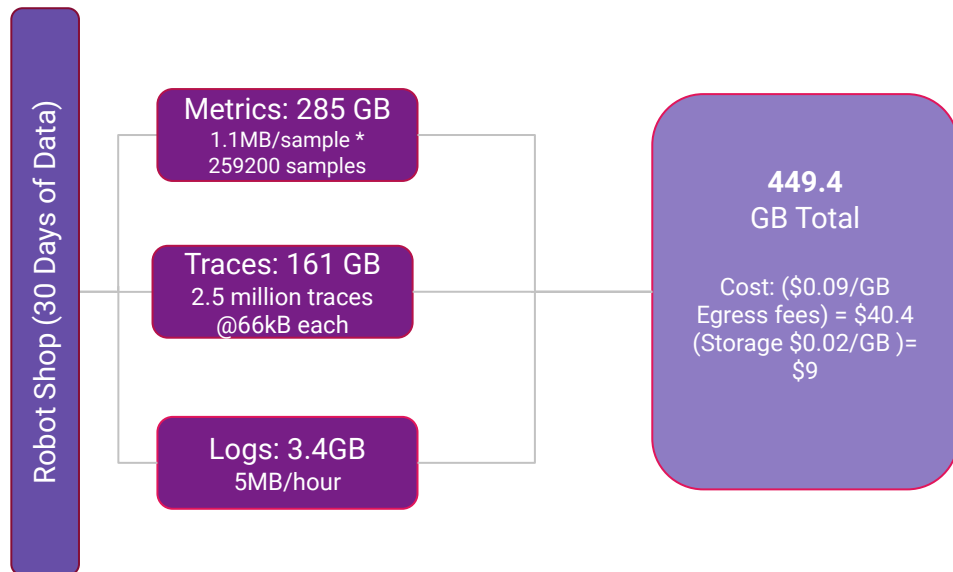 Robot Shop (30 Days of Data)
Metrics: 285 GB
1.1MB/sample *
259200 samples
Traces: 161 GB
2.5 million traces
@66kB each
Logs: 3.4GB
5MB/hour
449.4
GB Total
Cost: ($0.09/GB
Egress fees) = $40.4
(Storage $0.02/GB )=
$9